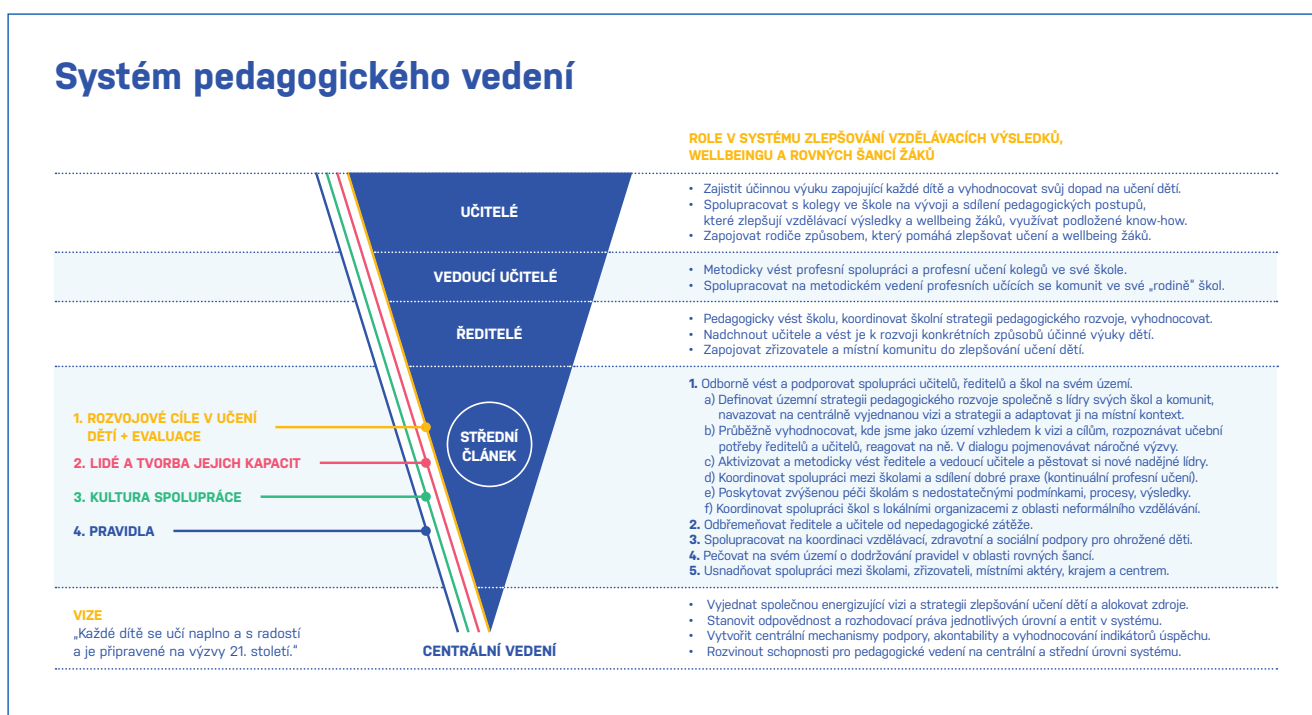 Systém pedagogického vedení
ROLE V SYSTÉMU ZLEPŠOVÁNÍ VZDĚLÁVACÍCH VÝSLEDKŮ,
WELLBEINGU A ROVNÝCH ŠANCÍ ŽÁKŮ
UČITELÉ
• Zajistit účinnou výuku zapojující každé dítě a vyhodnocovat svůj dopad na učení dětí.
• Spolupracovat s kolegy ve škole na vývoji a sdílení pedagogických postupů,
které zlepšují vzdělávací výsledky a wellbeing žáků, využívat podložené know-how.
• Zapojovat rodiče způsobem, který pomáhá zlepšovat učení a wellbeing žáků.
VEDOUCÍ UČITELÉ
• Metodicky vést profesní spolupráci a profesní učení kolegů ve své škole.
• Spolupracovat na metodickém vedení profesních učících se komunit ve své „rodině" škol.
ŘEDITELÉ
• Pedagogicky vést školu, koordinovat školní strategii pedagogického rozvoje, vyhodnocovat.
• Nadchnout učitele a vést je k rozvoji konkrétních způsobů účinné výuky dětí.
• Zapojovat zřizovatele a místní komunitu do zlepšování učení dětí.
1. ROZVOJOVÉ CÍLE V UČENÍ
DĚTÍ + EVALUACE
2. LIDÉ A TVORBA JEJICH KAPACIT
3. KULTURA SPOLUPRÁCE
4. PRAVIDLA
STŘEDNÍ
ČLÁNEK
1. Odborně vést a podporovat spolupráci učitelů, ředitelů a škol na svém území.
a) Definovat územní strategii pedagogického rozvoje společně s lídry svých škol a komunit,
navazovat na centrálně vyjednanou vizi a strategii a adaptovat ji na místní kontext.
b) Průběžně vyhodnocovat, kde jsme jako území vzhledem k vizi a cílům, rozpoznávat učební
potřeby ředitelů a učitelů, reagovat na ně. V dialogu pojmenovávat náročné výzvy.
c) Aktivizovat a metodicky vést ředitele a vedoucí učitele a pěstovat si nové nadějné lídry.
d) Koordinovat spolupráci mezi školami a sdílení dobré praxe (kontinuální profesní učení).
e) Poskytovat zvýšenou péči školám s nedostatečnými podmínkami, procesy, výsledky.
f) Koordinovat spolupráci škol s lokálními organizacemi z oblasti neformálního vzdělávání.
2. Odbřemeňovat ředitele a učitele od nepedagogické zátěže.
3. Spolupracovat na koordinaci vzdělávací, zdravotní a sociální podpory pro ohrožené děti.
4. Pečovat na svém území o dodržování pravidel v oblasti rovných šancí.
5. Usnadňovat spolupráci mezi školami, zřizovateli, místními aktéry, krajem a centrem.
VIZE
„Každé dítě se učí naplno a s radostí
a je připravené na výzvy 21. století."
CENTRÁLNÍ VEDENÍ
• Vyjednat společnou energizující vizi a strategii zlepšování učení dětí a alokovat zdroje.
• Stanovit odpovědnost a rozhodovací práva jednotlivých úrovní a entit v systému.
• Vytvořit centrální mechanismy podpory, akontability a vyhodnocování indikátorů úspěchu.
• Rozvinout schopnosti pro pedagogické vedení na centrální a střední úrovni systému.